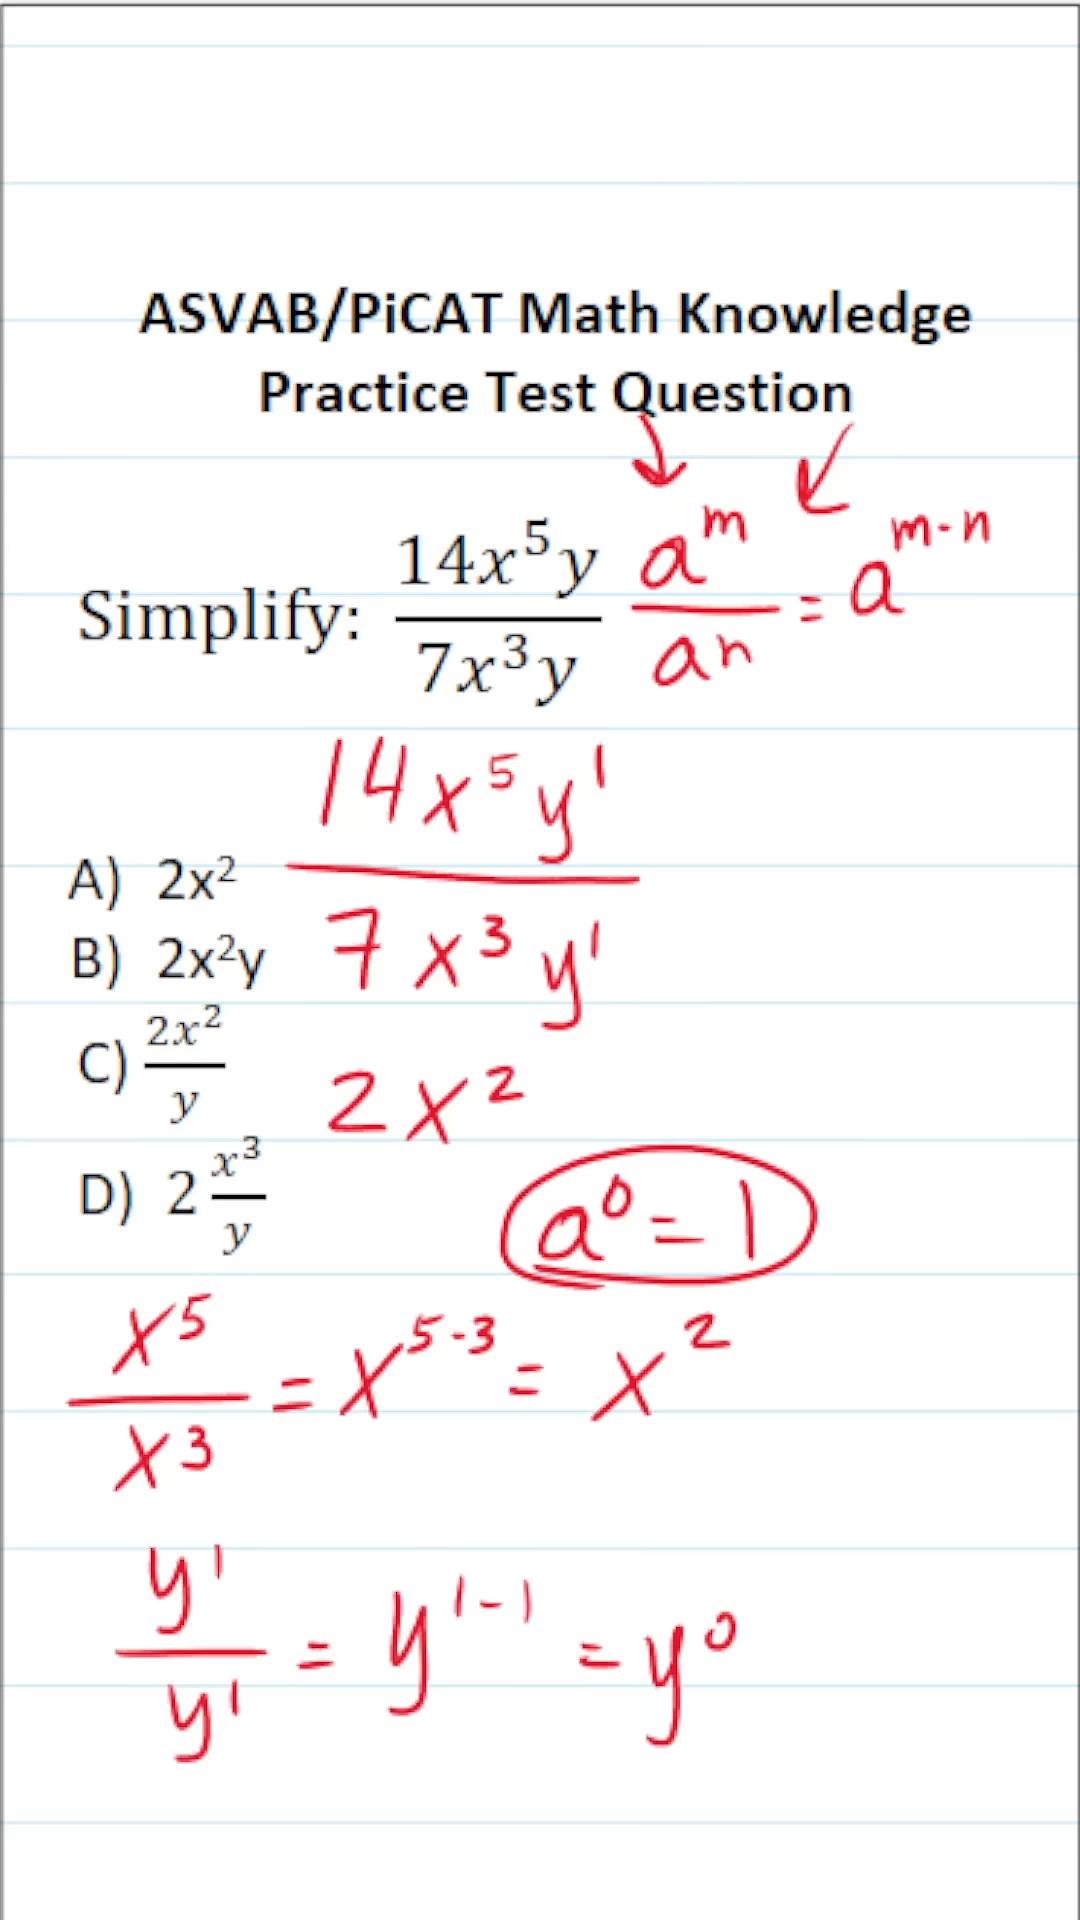 ASVAB/PiCAT Math Knowledge
Practice Test Question
Simplify: 14x⁵y / 7x³y
aᵐ / aⁿ = aᵐ⁻ⁿ
14x⁵y¹ / 7x³y¹
A) 2x²
B) 2x²y
C) 2x² / y
D) 2 x³ / y
2x²
a⁰ = 1
x⁵ / x³ = x⁵⁻³ = x²
y¹ / y¹ = y¹⁻¹ = y⁰